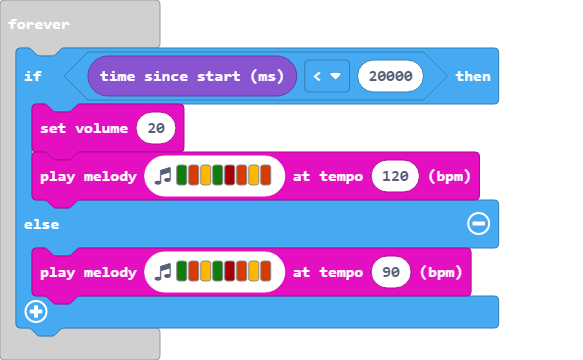 forever
if time since start (ms) < 20000 then
set volume 20
play melody at tempo 120 (bpm)
else
play melody at tempo 90 (bpm)